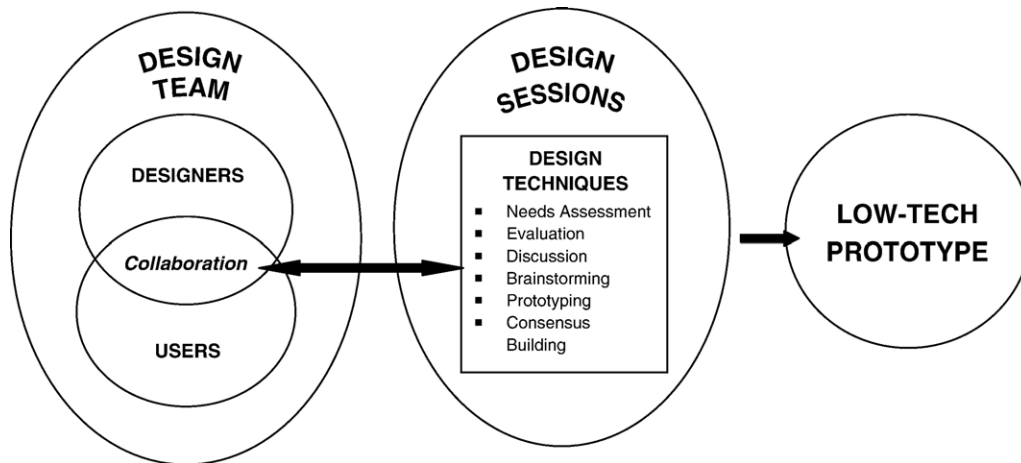 DESIGN
TEAM
DESIGNERS
Collaboration
USERS
DESIGN
SESSIONS
DESIGN
TECHNIQUES
▪ Needs Assessment
▪ Evaluation
▪ Discussion
▪ Brainstorming
▪ Prototyping
▪ Consensus
Building
LOW-TECH
PROTOTYPE